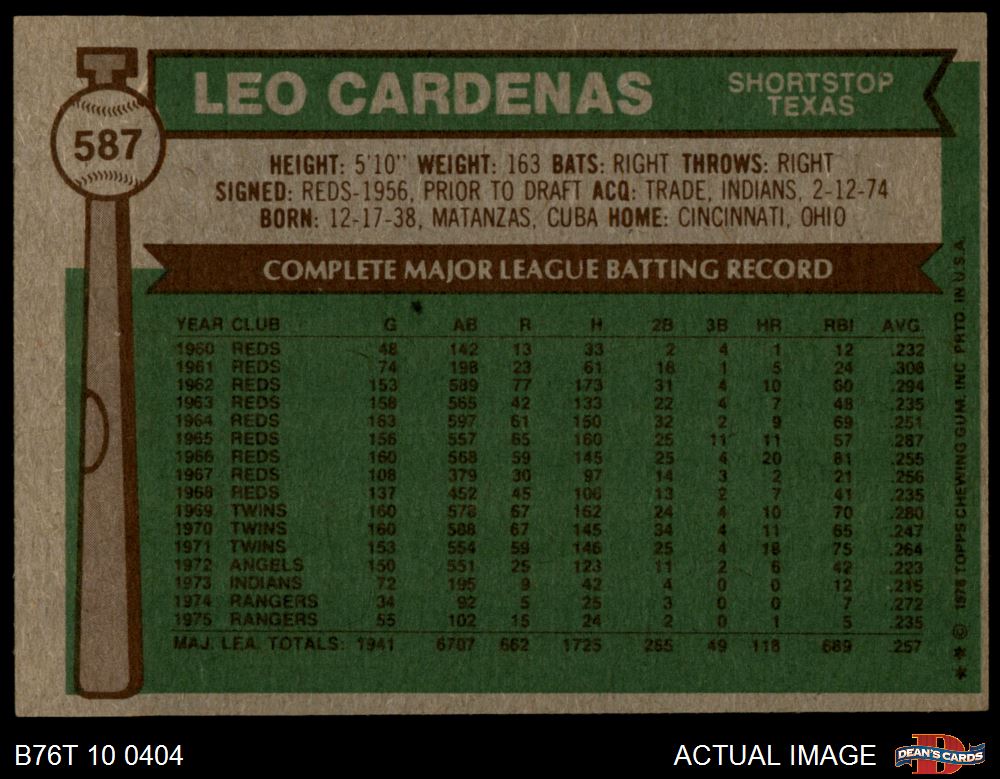 587
LEO CARDENAS
SHORTSTOP
TEXAS
HEIGHT: 5'10" WEIGHT: 163 BATS: RIGHT THROWS: RIGHT
SIGNED: REDS-1956, PRIOR TO DRAFT ACQ: TRADE, INDIANS, 2-12-74
BORN: 12-17-38, MATANZAS, CUBA HOME: CINCINNATI, OHIO
COMPLETE MAJOR LEAGUE BATTING RECORD
YEAR CLUB G AB R H 2B 3B HR RBI AVG.
1960 REDS 48 142 13 33 2 4 1 12 .232
1961 REDS 74 198 23 61 18 1 5 24 .308
1962 REDS 153 589 77 173 31 4 10 60 .294
1963 REDS 158 565 42 133 22 4 7 48 .235
1964 REDS 163 597 61 150 32 2 9 69 .251
1965 REDS 156 557 65 160 25 11 11 57 .287
1966 REDS 160 568 59 145 25 4 20 81 .255
1967 REDS 108 379 30 97 14 3 2 21 .256
1968 REDS 137 452 45 106 13 2 7 41 .235
1969 TWINS 160 578 67 162 24 4 10 70 .280
1970 TWINS 160 588 67 145 34 4 11 65 .247
1971 TWINS 153 554 59 146 25 4 18 75 .264
1972 ANGELS 150 551 25 123 11 2 6 42 .223
1973 INDIANS 72 195 9 42 4 0 0 12 .215
1974 RANGERS 34 92 5 25 3 0 0 7 .272
1975 RANGERS 55 102 15 24 2 0 1 5 .235
MAJ. LEA. TOTALS: 1941 6707 662 1725 285 49 118 689 .257
** © 1976 TOPPS CHEWING GUM, INC. PRTD. IN U.S.A.
B76T 10 0404
ACTUAL IMAGE
DEAN'S CARDS